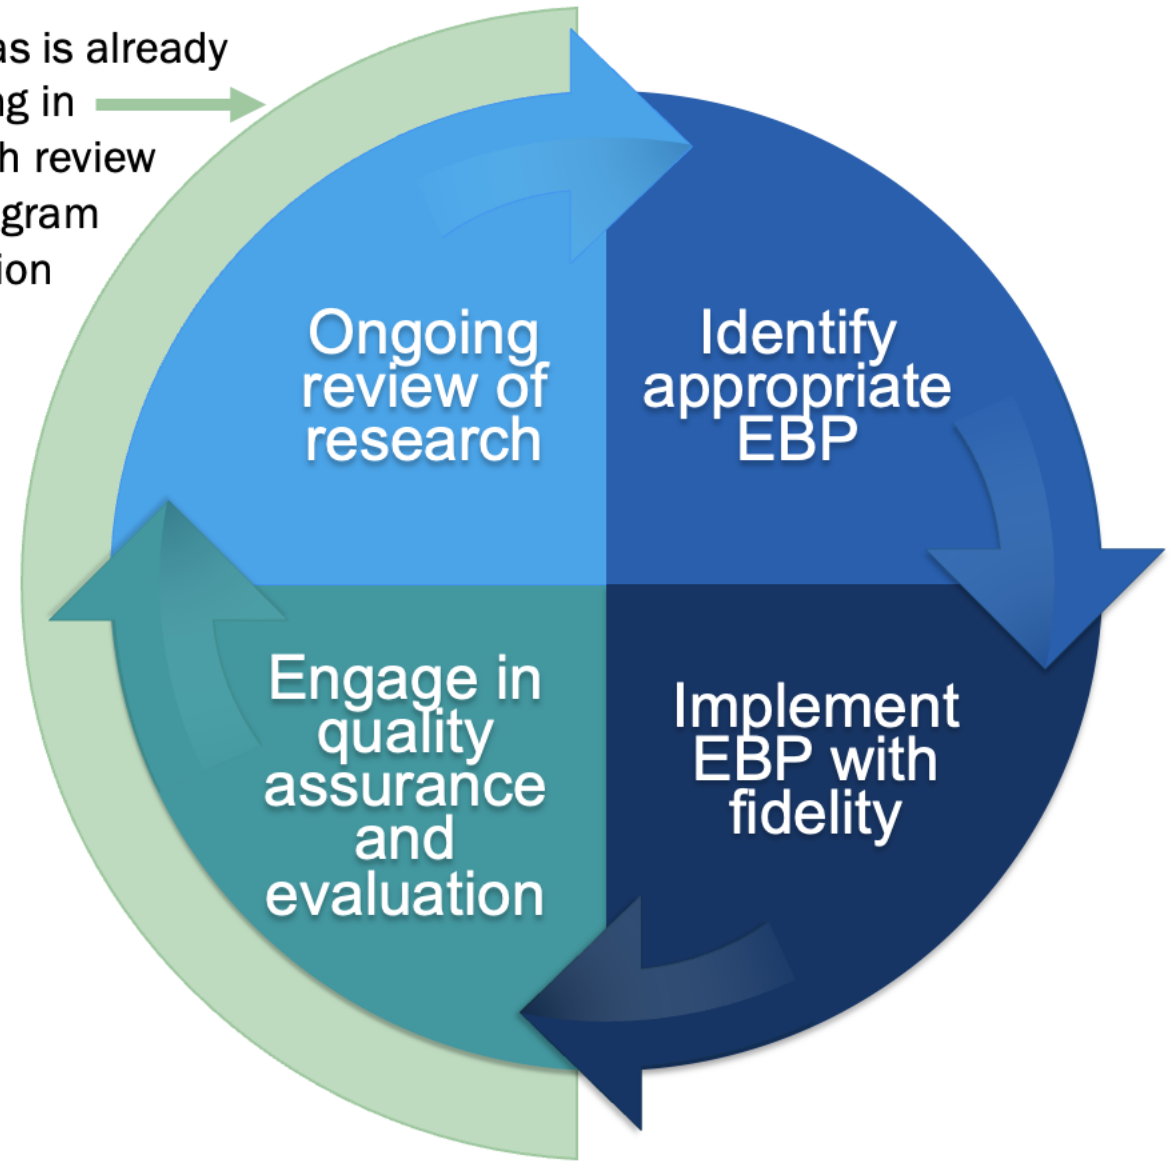 as is already
ng in
h review
gram
ion
Ongoing
review of
research
Identify
appropriate
EBP
Engage in
quality
assurance
and
evaluation
Implement
EBP with
fidelity